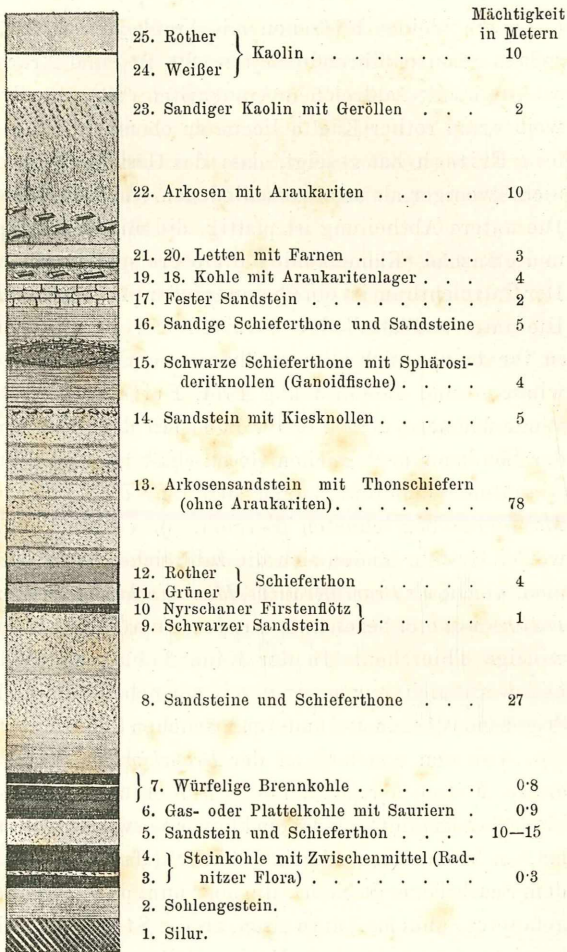 Mächtigkeit
in Metern
25. Rother
24. Weißer } Kaolin . . . . . . 10
23. Sandiger Kaolin mit Geröllen . . . 2
22. Arkosen mit Araukariten 10
21. 20. Letten mit Farnen . . . . . 3
19. 18. Kohle mit Araukaritenlager . . . 4
17. Fester Sandstein . . . . . . . 2
16. Sandige Schieferthone und Sandsteine 5
15. Schwarze Schieferthone mit Sphärosi-
deritknollen (Ganoidfische) . . . . 4
14. Sandstein mit Kiesknollen . . . . . 5
13. Arkosensandstein mit Thonschiefern
(ohne Araukariten) . . . . . . . 78
12. Rother
11. Grüner } Schieferthon . . . . 4
10 Nyrschaner Firstenflötz
9. Schwarzer Sandstein } . . . . 1
8. Sandsteine und Schieferthone . . . 27
} 7. Würfelige Brennkohle . . . . . 0·8
6. Gas- oder Plattelkohle mit Sauriern . 0·9
5. Sandstein und Schieferthon . . . . 10—15
4. } Steinkohle mit Zwischenmittel (Rad-
3. nitzer Flora) . . . . . . . 0·3
2. Sohlengestein.
1. Silur.